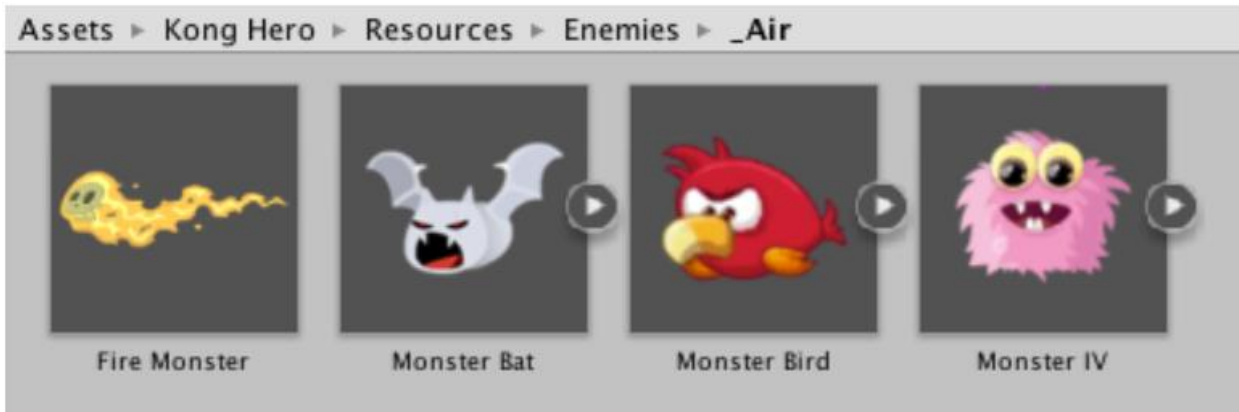 Assets ▸ Kong Hero ▸ Resources ▸ Enemies ▸ _Air
Fire Monster
Monster Bat
Monster Bird
Monster IV